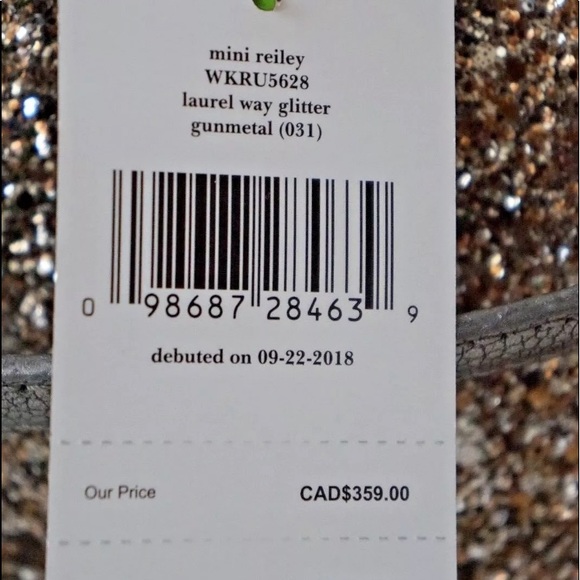 mini reiley
WKRU5628
laurel way glitter
gunmetal (031)
0 98687 28463 9
debuted on 09-22-2018
Our Price CAD$359.00